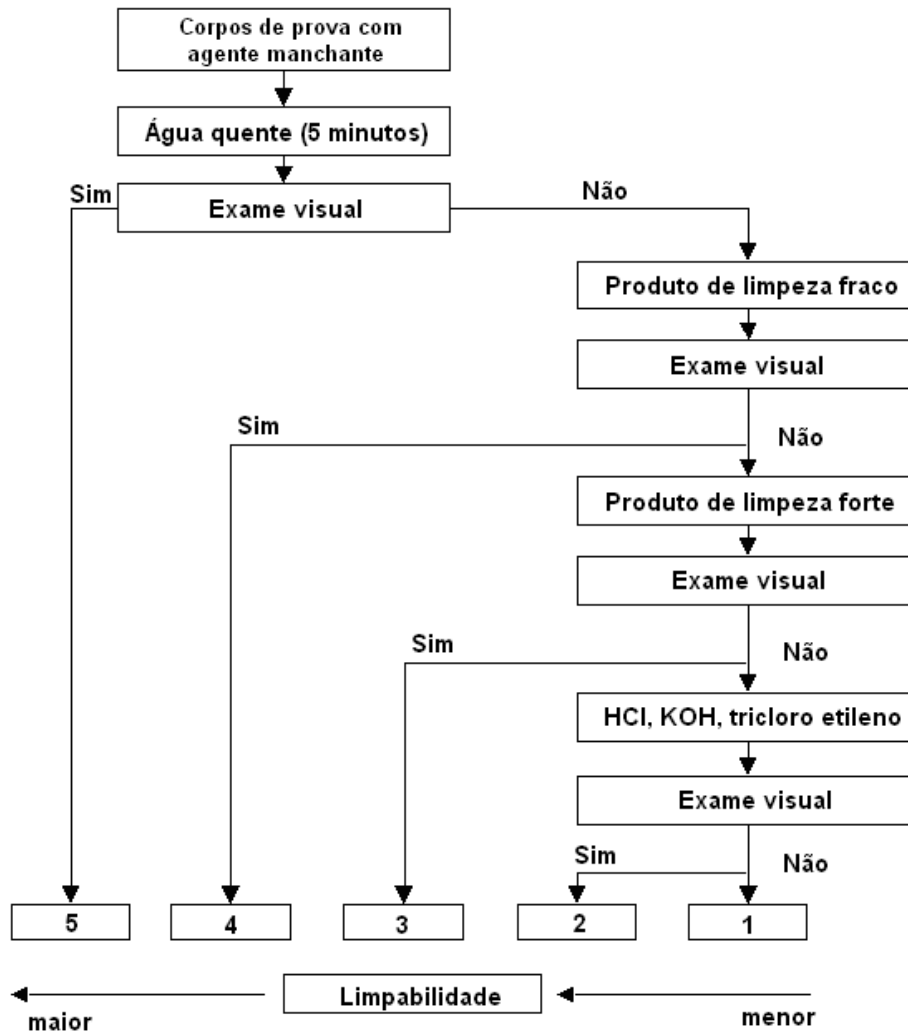 Corpos de prova com
agente manchante
Água quente (5 minutos)
Sim
Exame visual
Não
Produto de limpeza fraco
Exame visual
Sim
Não
Produto de limpeza forte
Exame visual
Sim
Não
HCl, KOH, tricloro etileno
Exame visual
Sim
Não
5
4
3
2
1
Limpabilidade
maior
menor